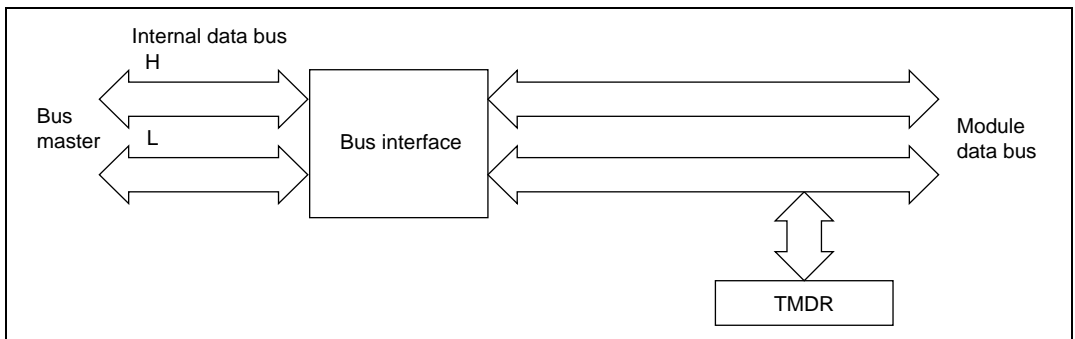 Internal data bus
H
Bus
master
L
Bus interface
Module
data bus
TMDR